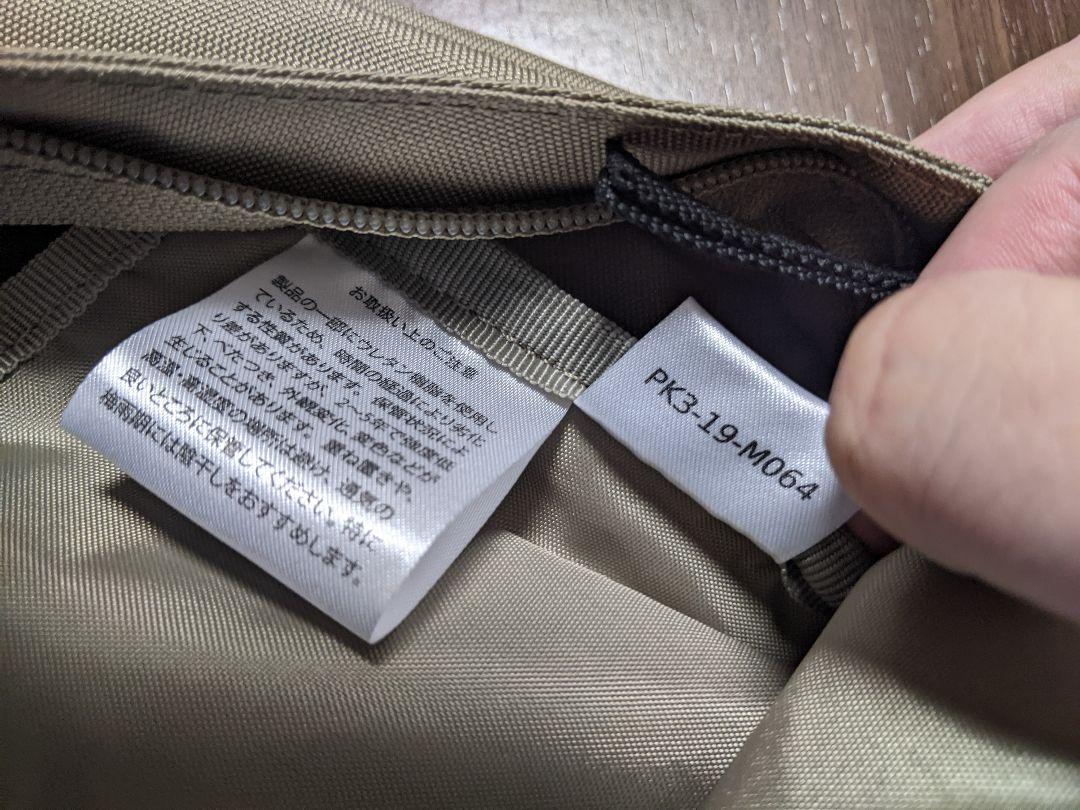 お取扱い上のご注意
製品の一部にウレタン樹脂を使用し
ているため、時間の経過により劣化
する性質があります。保管状況によ
り差がありますが、2~5年で強度低
下、べたつき、外観変化、変色などが
生じることがあります。重ね置きや、
高温・高湿度の場所は避け、通気の
良いところに保管してください。特に
梅雨期には陰干しをおすすめします。
PK3-19-M064